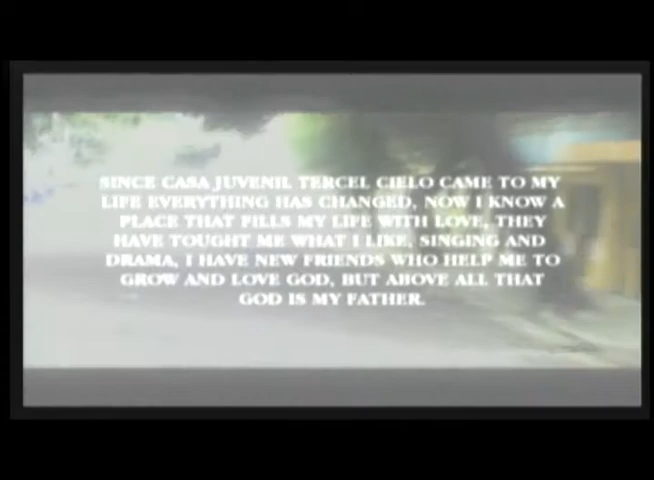 SINCE CASA JUVENIL TERCEL CIELO CAME TO MY
LIFE EVERYTHING HAS CHANGED, NOW I KNOW A
PLACE THAT FILLS MY LIFE WITH LOVE, THEY
HAVE TOUGHT ME WHAT I LIKE, SINGING AND
DRAMA, I HAVE NEW FRIENDS WHO HELP ME TO
GROW AND LOVE GOD, BUT ABOVE ALL THAT
GOD IS MY FATHER.